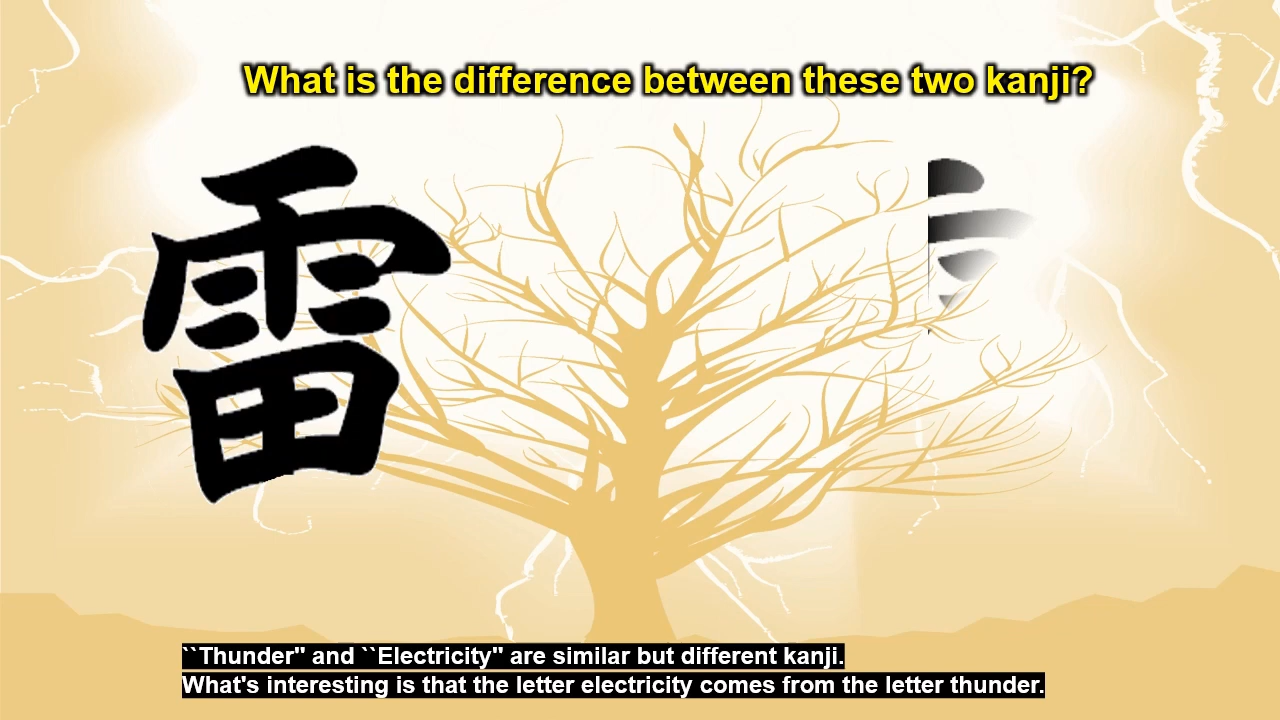 What is the difference between these two kanji?
雷
``Thunder" and ``Electricity" are similar but different kanji.
What's interesting is that the letter electricity comes from the letter thunder.